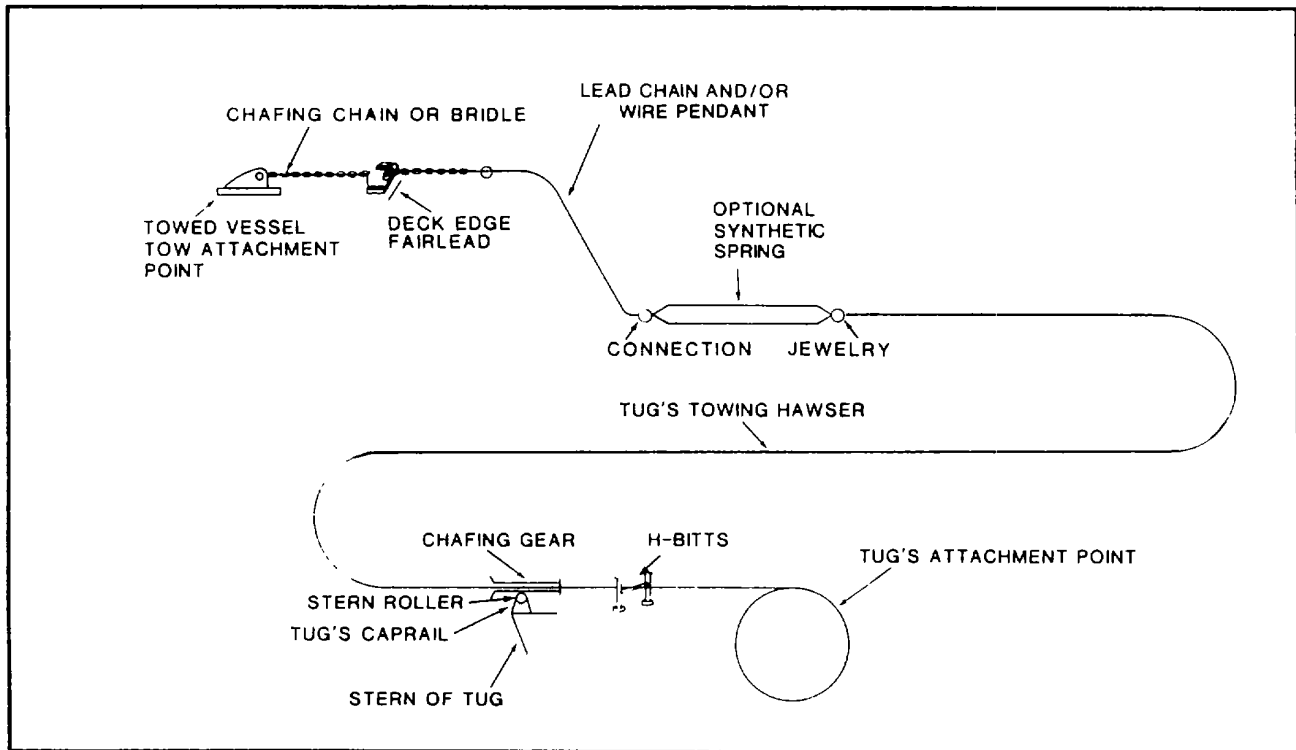 LEAD CHAIN AND/OR
WIRE PENDANT
CHAFING CHAIN OR BRIDLE
TOWED VESSEL
TOW ATTACHMENT
POINT
DECK EDGE
FAIRLEAD
OPTIONAL
SYNTHETIC
SPRING
CONNECTION
JEWELRY
TUG'S TOWING HAWSER
CHAFING GEAR
H-BITTS
TUG'S ATTACHMENT POINT
STERN ROLLER
TUG'S CAPRAIL
STERN OF TUG